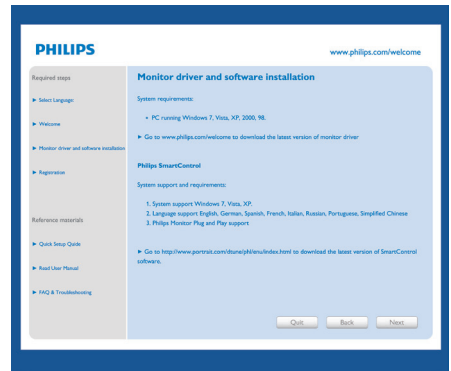 PHILIPS
www.philips.com/welcome
Required steps
► Select Language:
► Welcome
► Monitor driver and software installation
► Registration
Reference materials
► Quick Setup Guide
► Read User Manual
► FAQ & Troubleshooting
Monitor driver and software installation
System requirements:
• PC running Windows 7, Vista, XP, 2000, 98.
► Go to www.philips.com/welcome to download the latest version of monitor driver
Philips SmartControl
System support and requirements:
1. System support Windows 7, Vista, XP.
2. Language support English, German, Spanish, French, Italian, Russian, Portuguese, Simplified Chinese
3. Philips Monitor Plug and Play support
► Go to http://www.portrait.com/dtune/phl/enu/index.html to download the latest version of SmartControl
software.
Quit
Back
Next